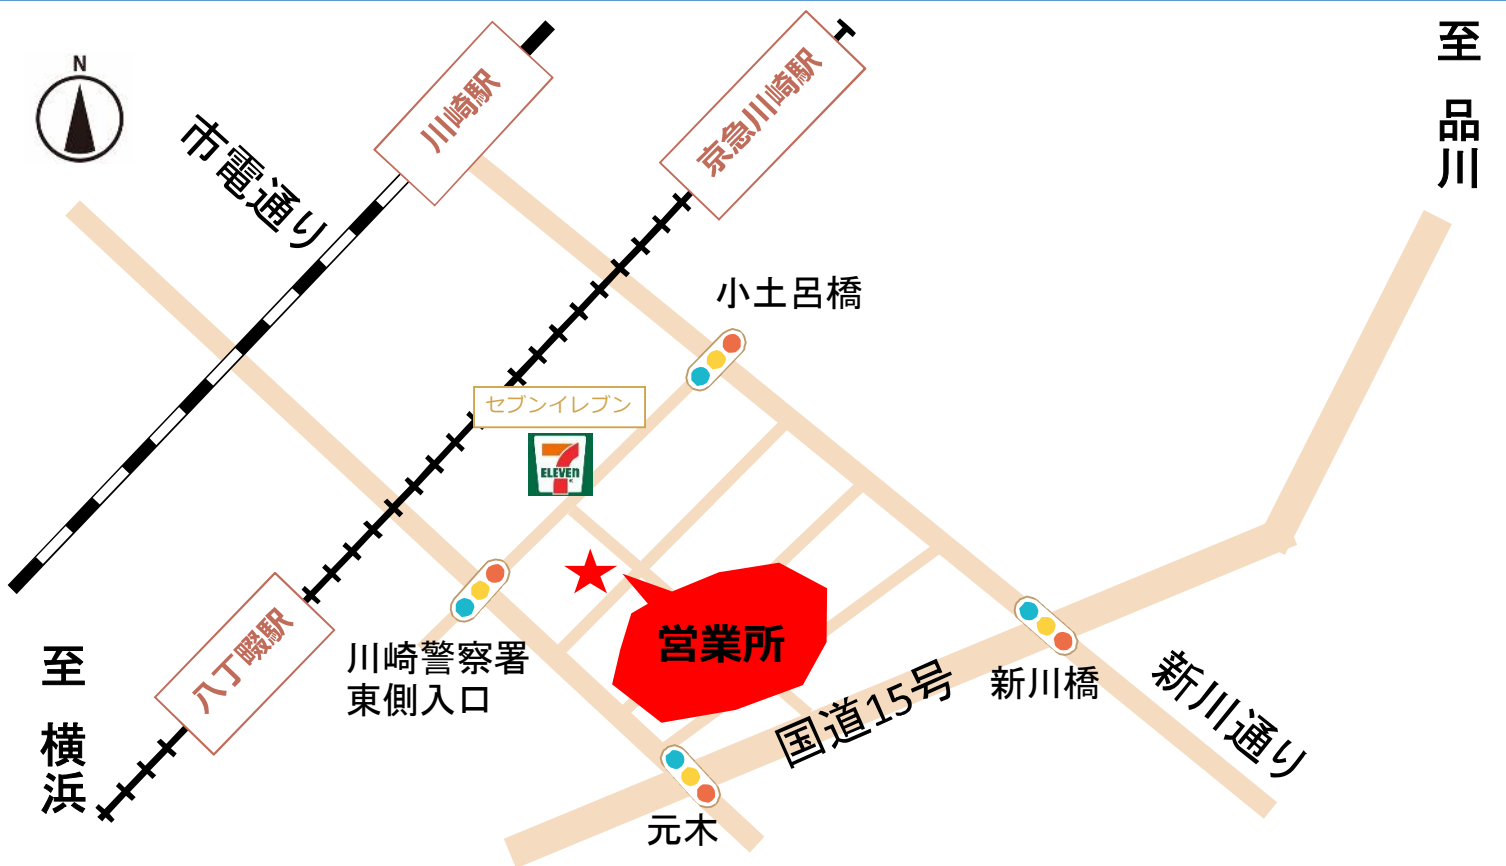 N
市電通り
川崎駅
京急川崎駅
至 品川
小土呂橋
セブンイレブン
7
ELEVEN
八丁畷駅
至 横浜
川崎警察署
東側入口
営業所
国道15号
新川橋
新川通り
元木